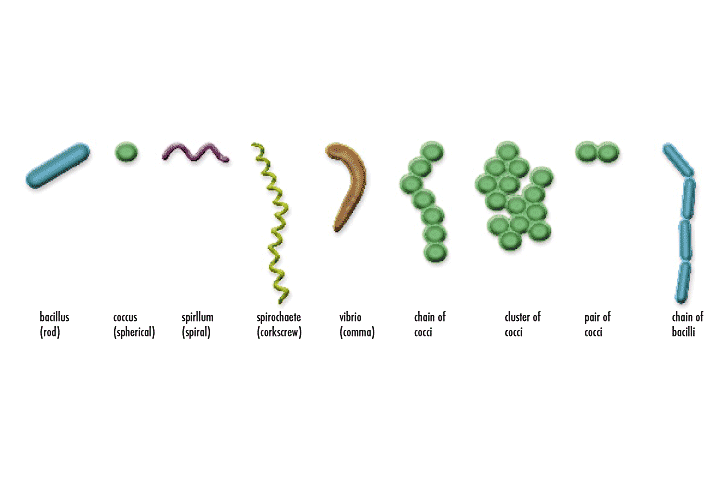 bacillus
(rod)
coccus
(spherical)
spirllum
(spiral)
spirochaete
(corkscrew)
vibrio
(comma)
chain of
cocci
cluster of
cocci
pair of
cocci
chain of
bacilli